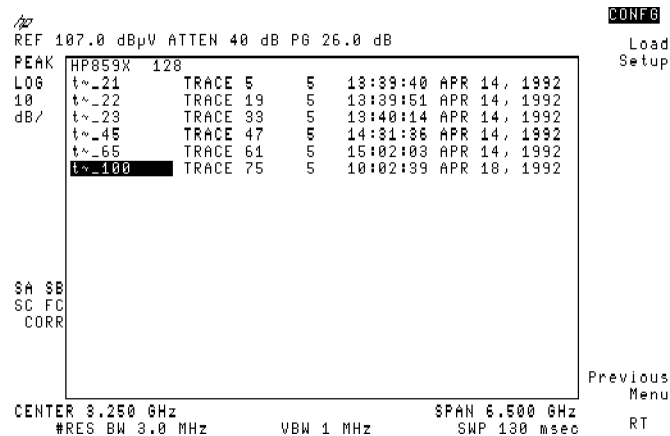 hp
CONFG
REF 107.0 dBµV ATTEN 40 dB PG 26.0 dB
Load
Setup
PEAK
LOG
10
dB/
HP859X 128
t~_21 TRACE 5 5 13:39:40 APR 14, 1992
t~_22 TRACE 19 5 13:39:51 APR 14, 1992
t~_23 TRACE 33 5 13:40:14 APR 14, 1992
t~_45 TRACE 47 5 14:31:36 APR 14, 1992
t~_65 TRACE 61 5 15:02:03 APR 14, 1992
t~_100 TRACE 75 5 10:02:39 APR 18, 1992
SA SB
SC FC
CORR
Previous
Menu
CENTER 3.250 GHz SPAN 6.500 GHz
#RES BW 3.0 MHz VBW 1 MHz SWP 130 msec
RT